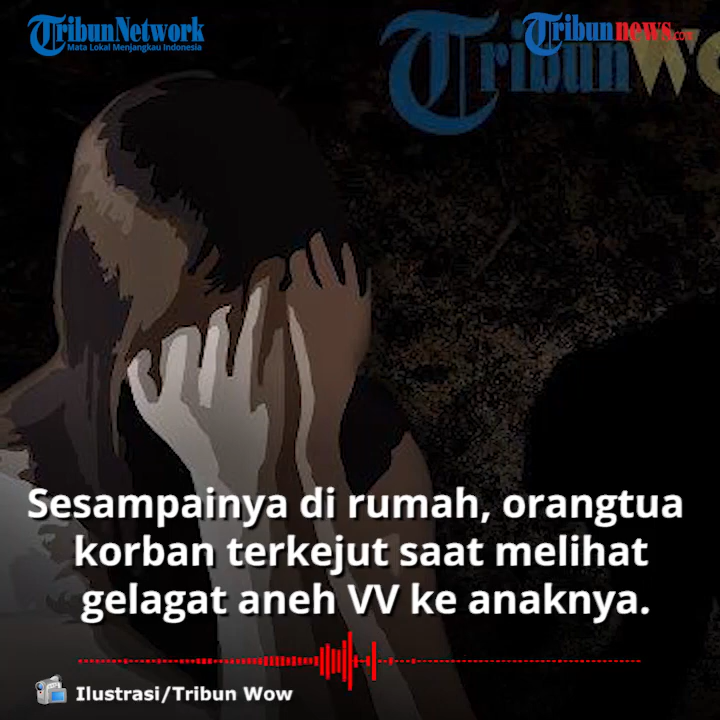 TribunNetwork
Mata Lokal Menjangkau Indonesia
Tribunnews.COM
TribunWo
Sesampainya di rumah, orangtua
korban terkejut saat melihat
gelagat aneh VV ke anaknya.
Ilustrasi/Tribun Wow